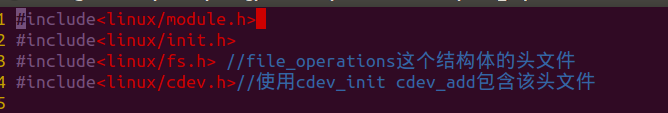 1 #include<linux/module.h>
2 #include<linux/init.h>
3 #include<linux/fs.h> //file_operations这个结构体的头文件
4 #include<linux/cdev.h>//使用cdev_init cdev_add包含该头文件
5